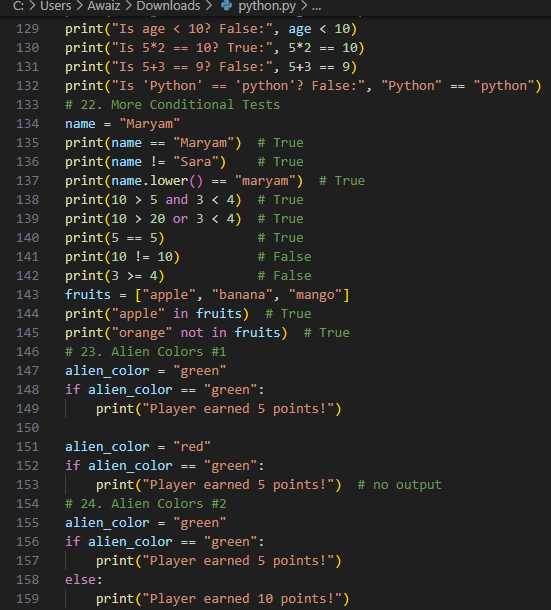 C: > Users > Awaiz > Downloads > python.py > ...
129 print("Is age < 10? False:", age < 10)
130 print("Is 5*2 == 10? True:", 5*2 == 10)
131 print("Is 5+3 == 9? False:", 5+3 == 9)
132 print("Is 'Python' == 'python'? False:", "Python" == "python")
133 # 22. More Conditional Tests
134 name = "Maryam"
135 print(name == "Maryam")  # True
136 print(name != "Sara")    # True
137 print(name.lower() == "maryam")  # True
138 print(10 > 5 and 3 < 4)  # True
139 print(10 > 20 or 3 < 4)  # True
140 print(5 == 5)            # True
141 print(10 != 10)          # False
142 print(3 >= 4)            # False
143 fruits = ["apple", "banana", "mango"]
144 print("apple" in fruits)  # True
145 print("orange" not in fruits)  # True
146 # 23. Alien Colors #1
147 alien_color = "green"
148 if alien_color == "green":
149     print("Player earned 5 points!")
150
151 alien_color = "red"
152 if alien_color == "green":
153     print("Player earned 5 points!")  # no output
154 # 24. Alien Colors #2
155 alien_color = "green"
156 if alien_color == "green":
157     print("Player earned 5 points!")
158 else:
159     print("Player earned 10 points!")